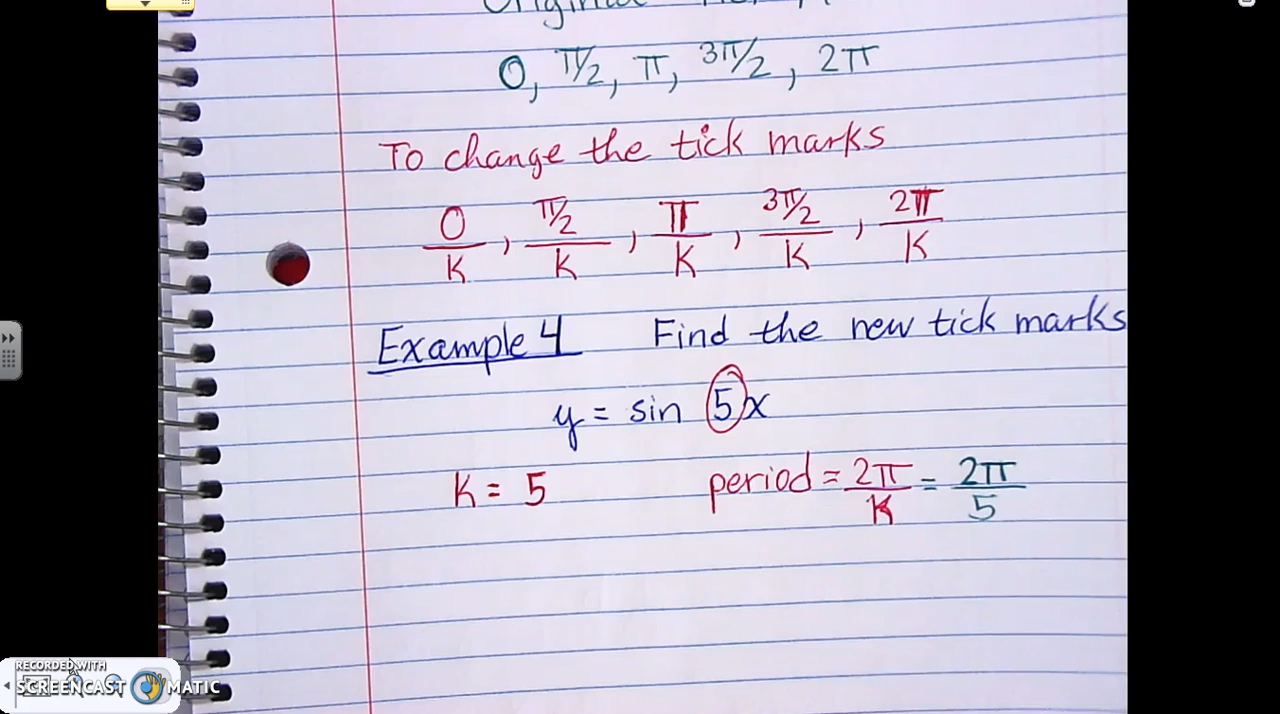 0, π/2, π, 3π/2, 2π
To change the tick marks
0/K, π/2/K, π/K, 3π/2/K, 2π/K
Example 4 Find the new tick marks
y = sin 5x
K = 5 period = 2π/K = 2π/5
RECORDED WITH
SCREENCAST MATIC